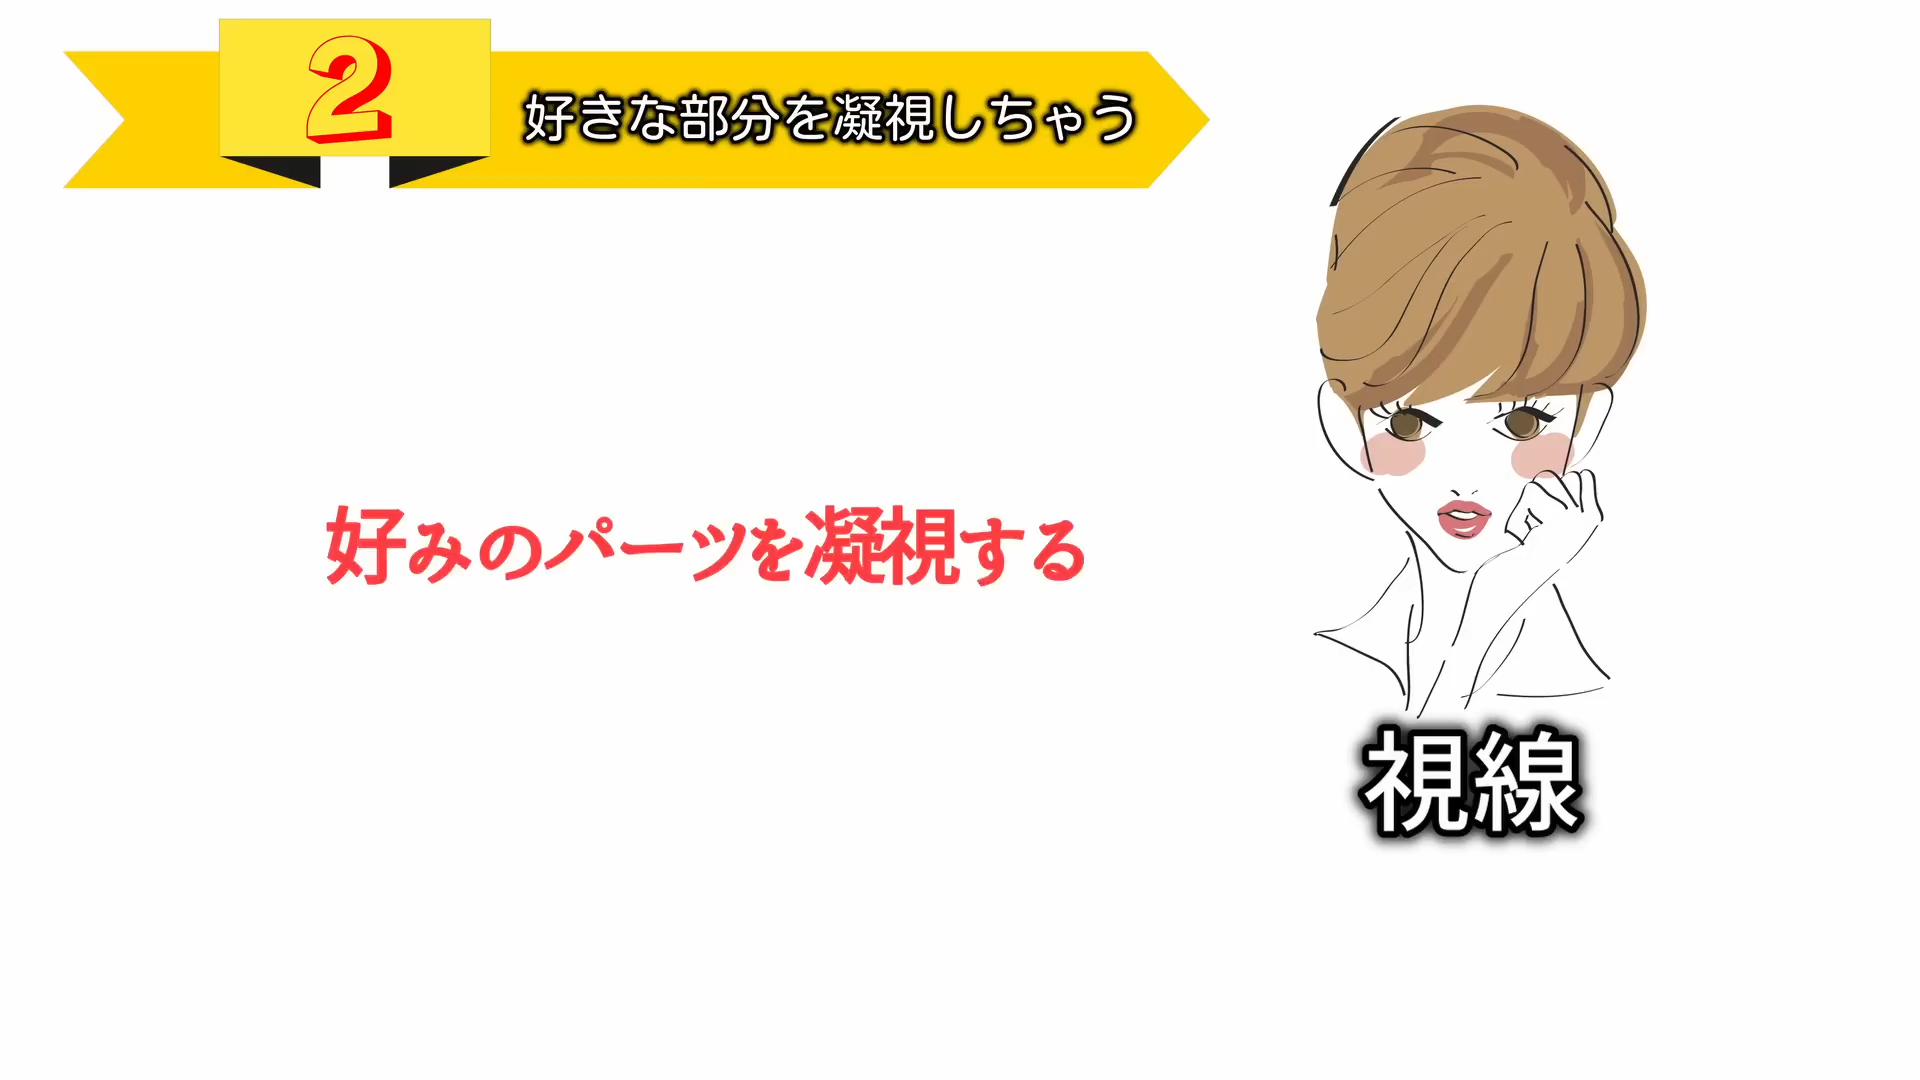 2
好きな部分を凝視しちゃう
好みのパーツを凝視する
視線